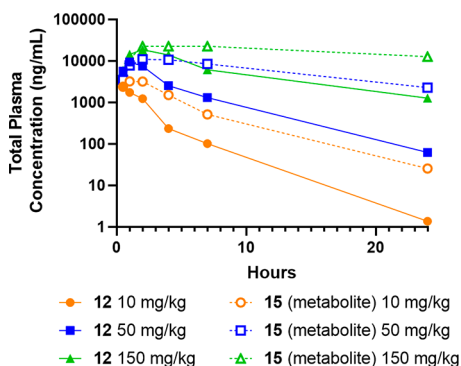 Total Plasma
Concentration (ng/mL)
100000
10000
1000
100
10
1
0
10
20
Hours
12 10 mg/kg
15 (metabolite) 10 mg/kg
12 50 mg/kg
15 (metabolite) 50 mg/kg
12 150 mg/kg
15 (metabolite) 150 mg/kg